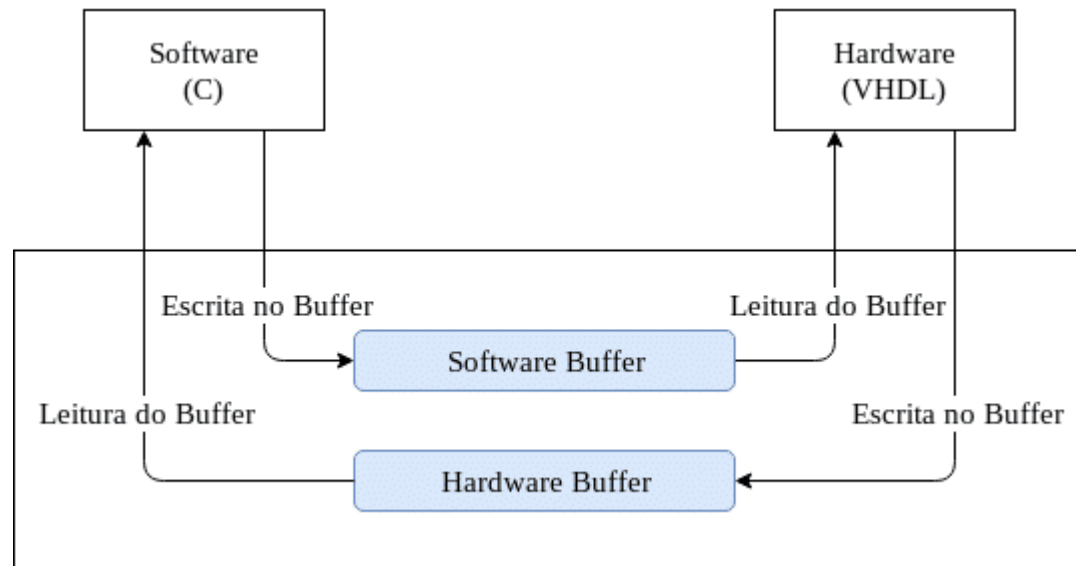 Software
(C)
Hardware
(VHDL)
Escrita no Buffer
Leitura do Buffer
Software Buffer
Leitura do Buffer
Escrita no Buffer
Hardware Buffer